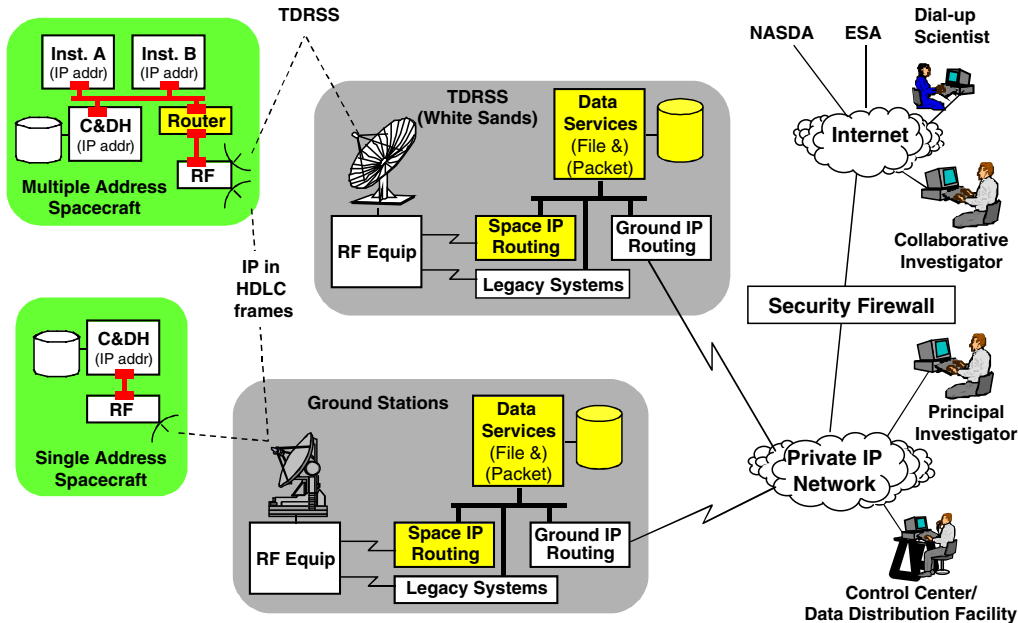 Inst. A
(IP addr)
Inst. B
(IP addr)
C&DH
(IP addr)
Router
RF
Multiple Address
Spacecraft
TDRSS
IP in
HDLC
frames
C&DH
(IP addr)
RF
Single Address
Spacecraft
TDRSS
(White Sands)
Data
Services
(File &)
(Packet)
RF Equip
Space IP
Routing
Ground IP
Routing
Legacy Systems
Ground Stations
Data
Services
(File &)
(Packet)
RF Equip
Space IP
Routing
Ground IP
Routing
Legacy Systems
NASDA
ESA
Dial-up
Scientist
Internet
Collaborative
Investigator
Security Firewall
Principal
Investigator
Private IP
Network
Control Center/
Data Distribution Facility